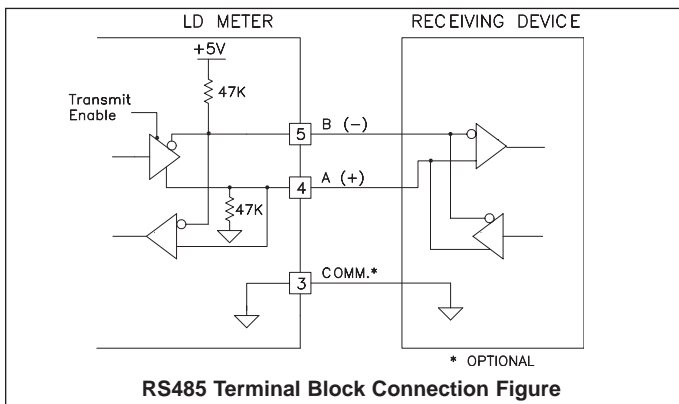 LD METER
RECEIVING DEVICE
+5V
47K
Transmit
Enable
5
B (-)
4
A (+)
47K
3
COMM.*
* OPTIONAL
RS485 Terminal Block Connection Figure